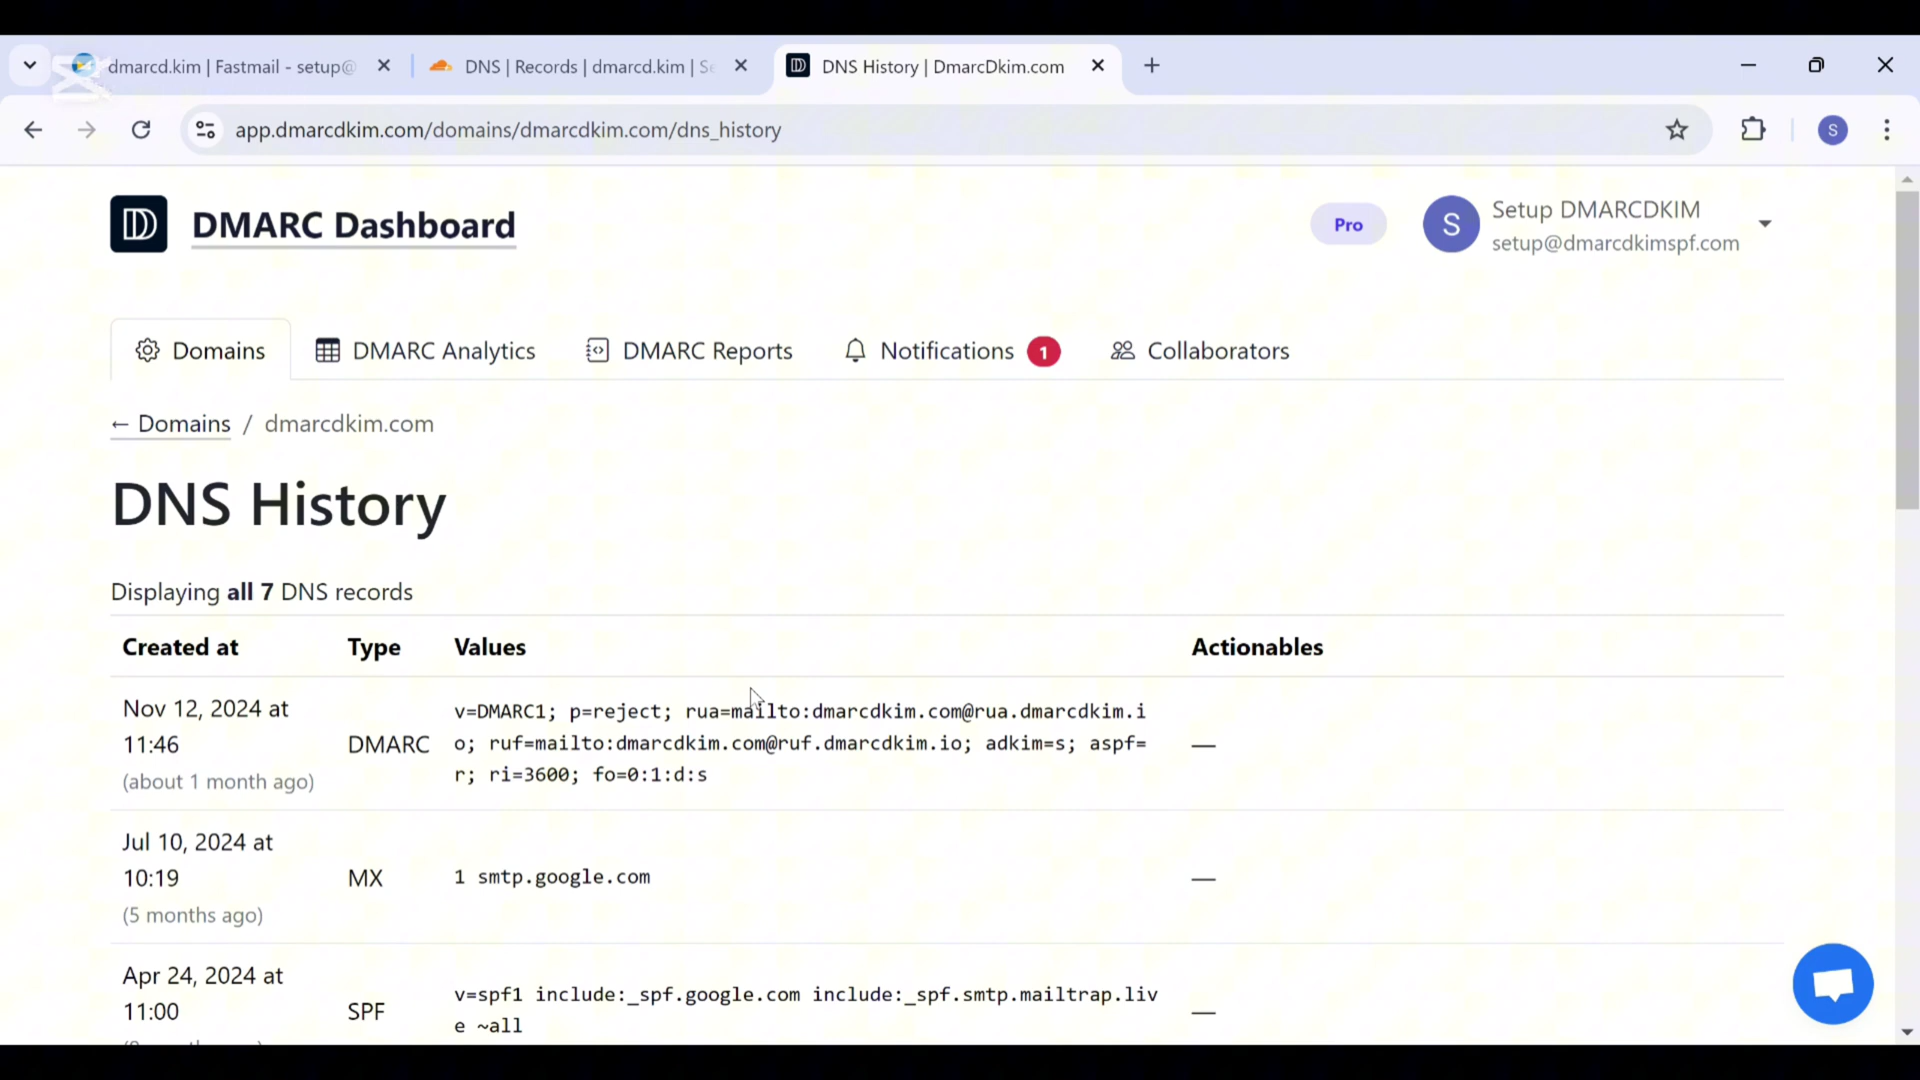 dmarcd.kim | Fastmail - setup@
DNS | Records | dmarcd.kim | Se
DNS History | DmarcDkim.com
app.dmarcdkim.com/domains/dmarcdkim.com/dns_history
S
DMARC Dashboard
Pro
S
Setup DMARCDKIM
setup@dmarcdkimspf.com
Domains
DMARC Analytics
DMARC Reports
Notifications 1
Collaborators
← Domains / dmarcdkim.com
DNS History
Displaying all 7 DNS records
Created at Type Values Actionables
Nov 12, 2024 at
11:46
(about 1 month ago)
DMARC
v=DMARC1; p=reject; rua=mailto:dmarcdkim.com@rua.dmarcdkim.i
o; ruf=mailto:dmarcdkim.com@ruf.dmarcdkim.io; adkim=s; aspf=
r; ri=3600; fo=0:1:d:s
—
Jul 10, 2024 at
10:19
(5 months ago)
MX
1 smtp.google.com
—
Apr 24, 2024 at
11:00
SPF
v=spf1 include:_spf.google.com include:_spf.smtp.mailtrap.liv
e ~all
—